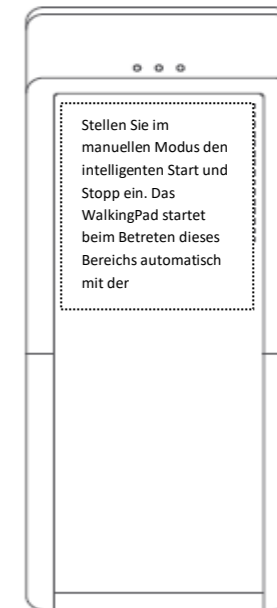 Stellen Sie im
manuellen Modus den
intelligenten Start und
Stopp ein. Das
WalkingPad startet
beim Betreten dieses
Bereichs automatisch
mit der